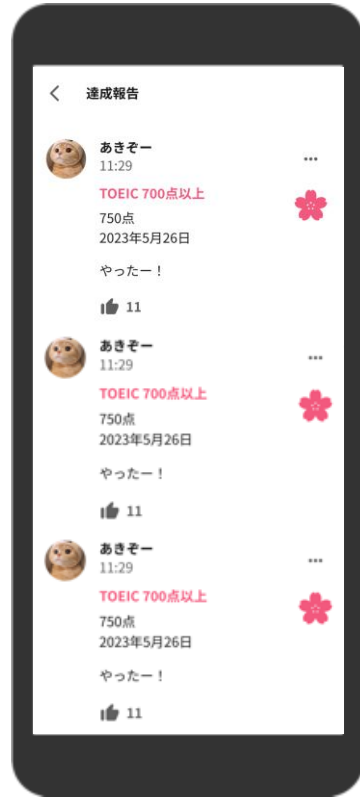 達成報告
あきぞー
11:29
TOEIC 700点以上
750点
2023年5月26日
やったー！
11
あきぞー
11:29
TOEIC 700点以上
750点
2023年5月26日
やったー！
11
あきぞー
11:29
TOEIC 700点以上
750点
2023年5月26日
やったー！
11